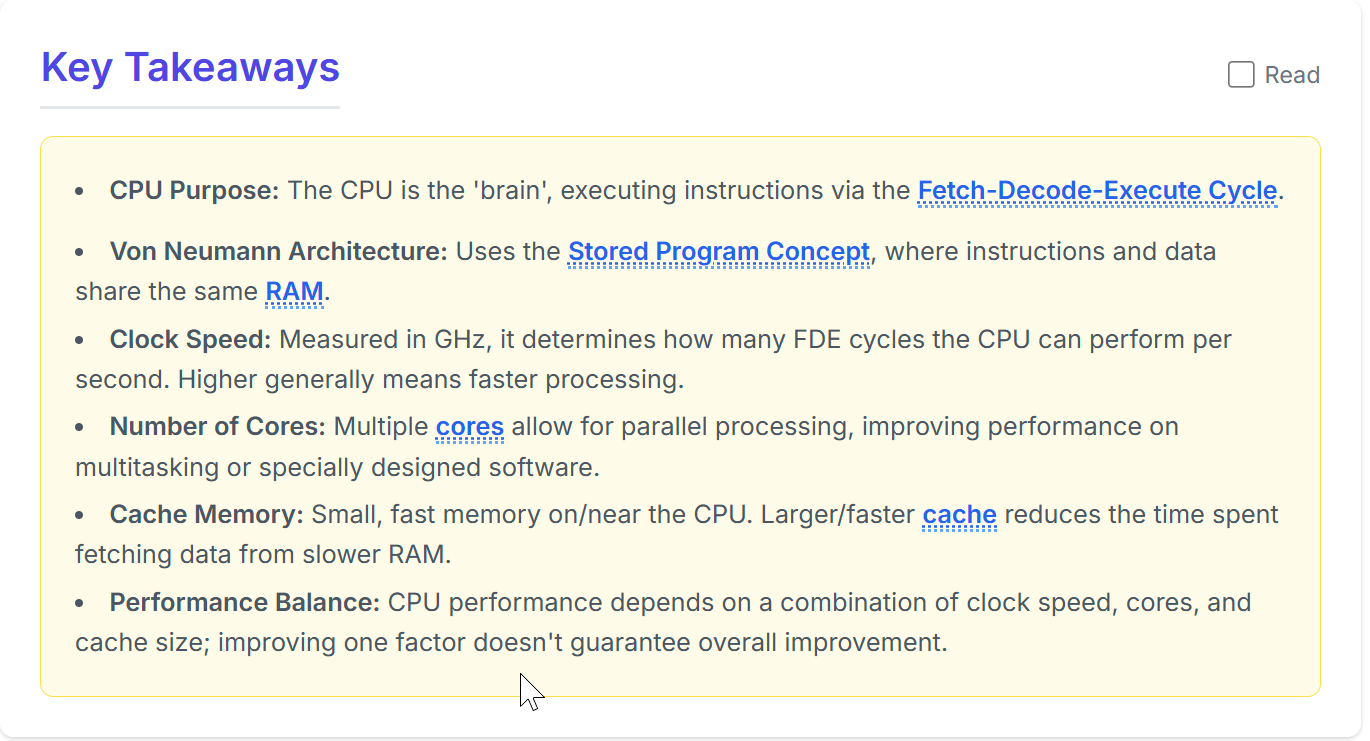 Key Takeaways
Read
• CPU Purpose: The CPU is the 'brain', executing instructions via the Fetch-Decode-Execute Cycle.
• Von Neumann Architecture: Uses the Stored Program Concept, where instructions and data
share the same RAM.
• Clock Speed: Measured in GHz, it determines how many FDE cycles the CPU can perform per
second. Higher generally means faster processing.
• Number of Cores: Multiple cores allow for parallel processing, improving performance on
multitasking or specially designed software.
• Cache Memory: Small, fast memory on/near the CPU. Larger/faster cache reduces the time spent
fetching data from slower RAM.
• Performance Balance: CPU performance depends on a combination of clock speed, cores, and
cache size; improving one factor doesn't guarantee overall improvement.